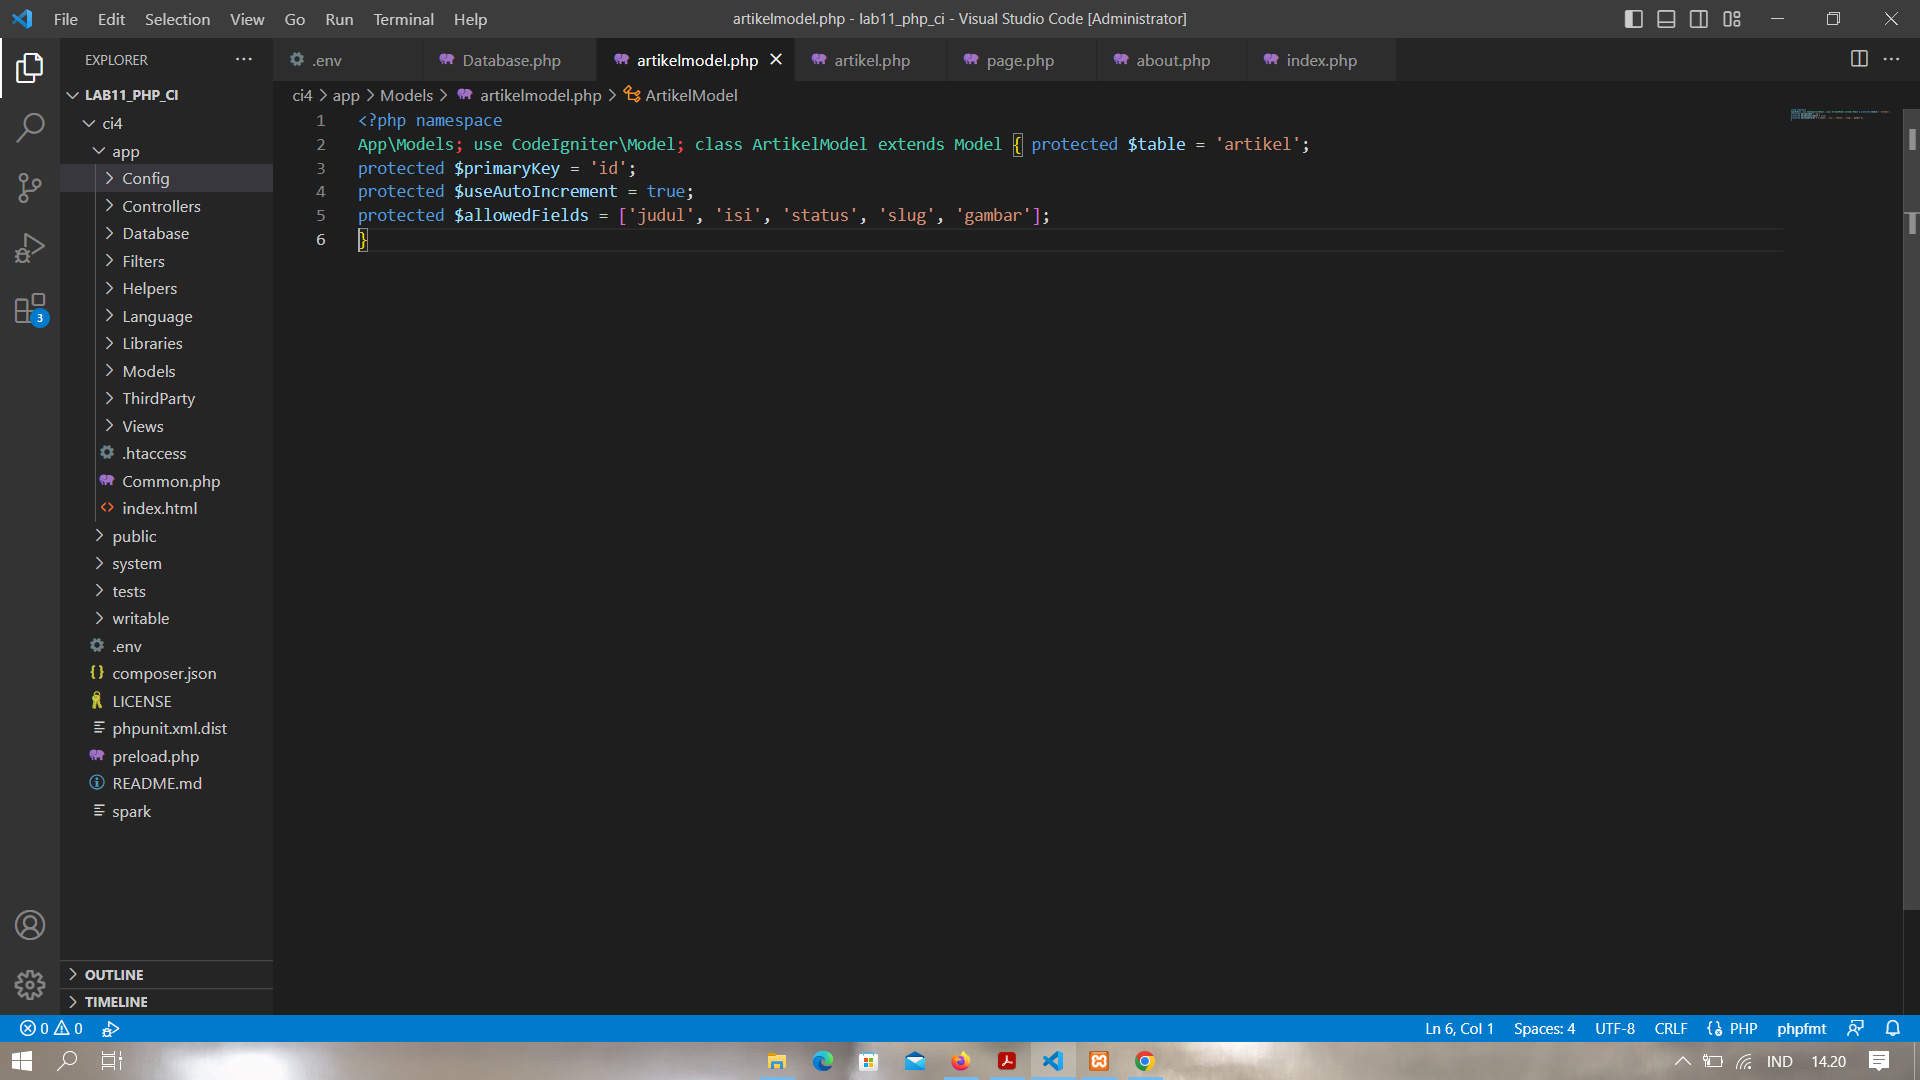 File Edit Selection View Go Run Terminal Help
artikelmodel.php - lab11_php_ci - Visual Studio Code [Administrator]
EXPLORER
.env
Database.php
artikelmodel.php
artikel.php
page.php
about.php
index.php
LAB11_PHP_CI
ci4
app
Config
Controllers
Database
Filters
Helpers
Language
Libraries
Models
ThirdParty
Views
.htaccess
Common.php
index.html
public
system
tests
writable
.env
composer.json
LICENSE
phpunit.xml.dist
preload.php
README.md
spark
OUTLINE
TIMELINE
3
ci4 > app > Models > artikelmodel.php > ArtikelModel
1 <?php namespace
2 App\Models; use CodeIgniter\Model; class ArtikelModel extends Model { protected $table = 'artikel';
3 protected $primaryKey = 'id';
4 protected $useAutoIncrement = true;
5 protected $allowedFields = ['judul', 'isi', 'status', 'slug', 'gambar'];
6 }
0 0
Ln 6, Col 1 Spaces: 4 UTF-8 CRLF PHP phpfmt
IND 14.20